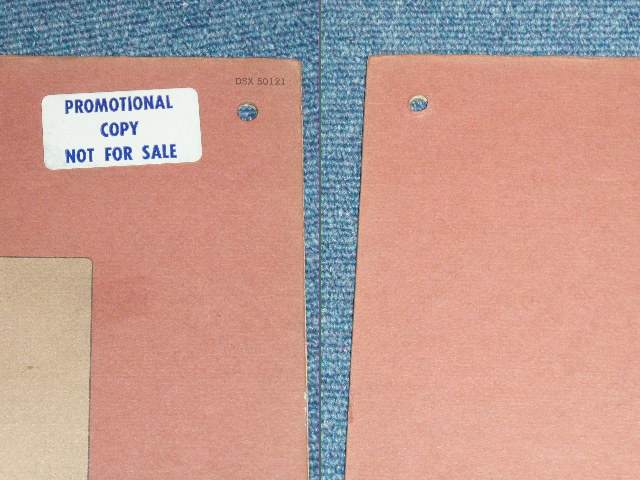 DSX 50121
PROMOTIONAL
COPY
NOT FOR SALE